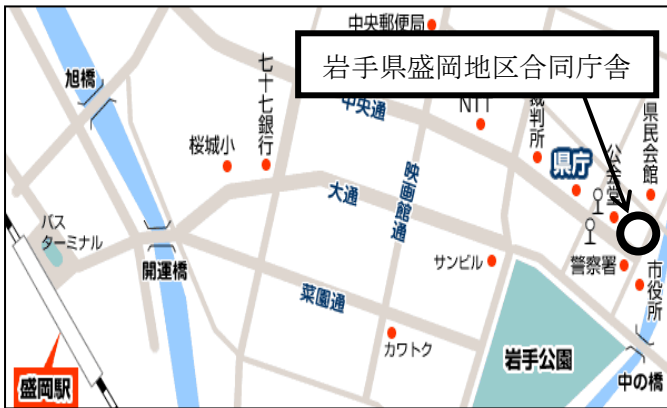 中央郵便局
岩手県盛岡地区合同庁舎
旭橋
七十七銀行
中央通
NTT
裁判所
県民会館
桜城小
映画館通
県庁
公会堂
大通
バス
ターミナル
開運橋
サンビル
警察署
市役所
菜園通
カワトク
岩手公園
盛岡駅
中の橋